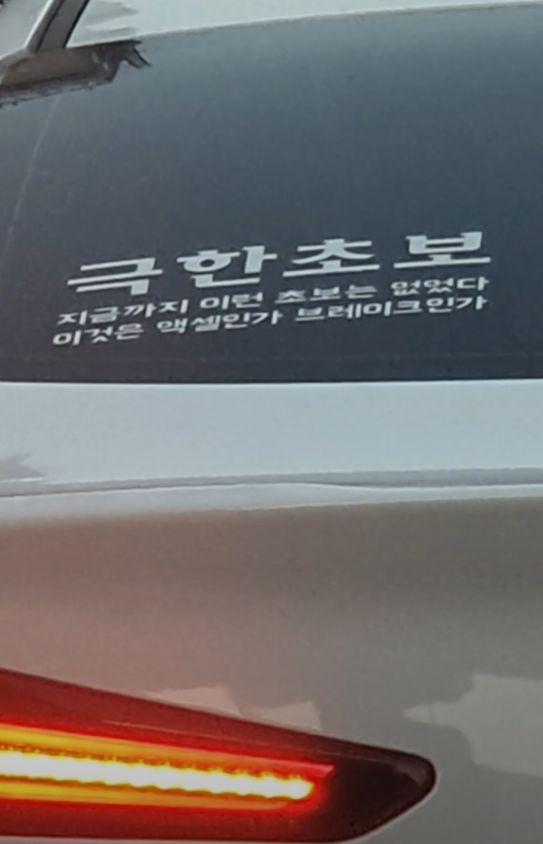 극한초보
지금까지 이런 초보는 없었다
이것은 액셀인가 브레이크인가